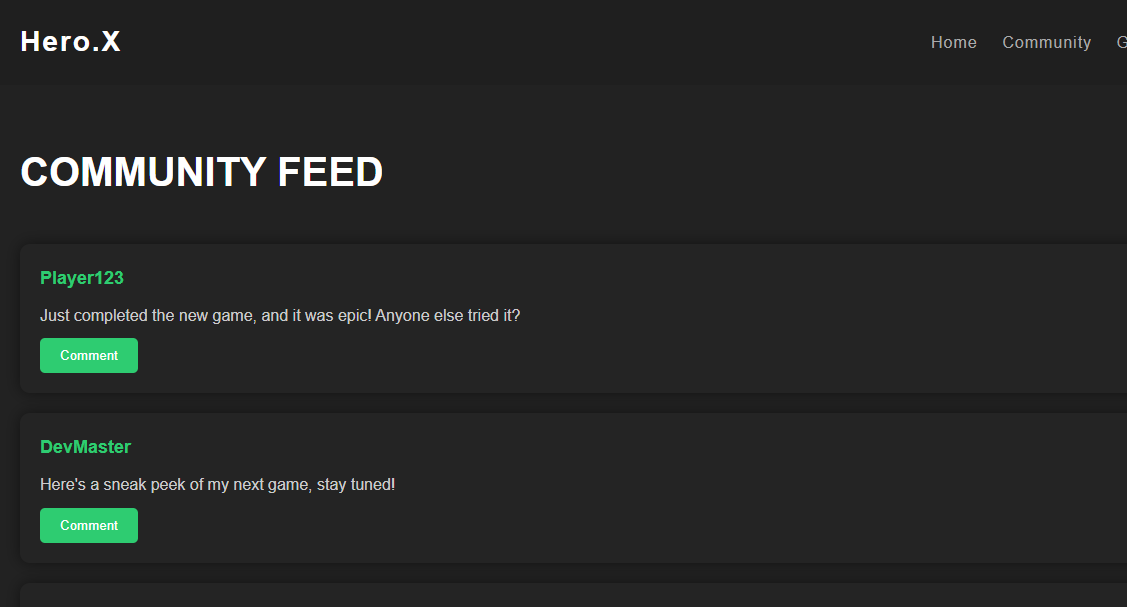 Hero.X
Home Community G
COMMUNITY FEED
Player123
Just completed the new game, and it was epic! Anyone else tried it?
Comment
DevMaster
Here's a sneak peek of my next game, stay tuned!
Comment